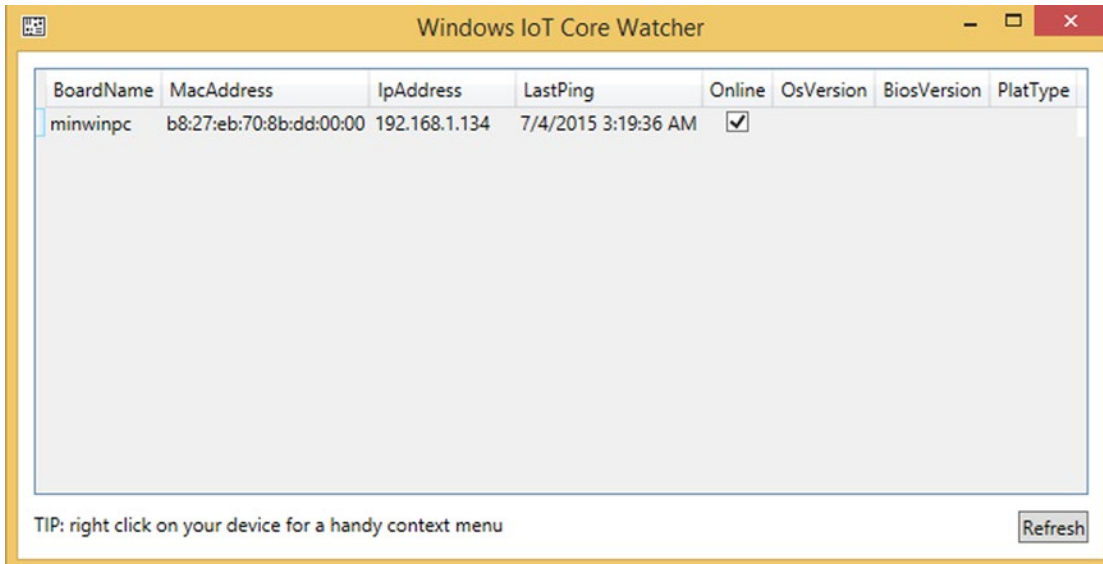 Windows IoT Core Watcher
BoardName MacAddress IpAddress LastPing Online OsVersion BiosVersion PlatType
minwinpc b8:27:eb:70:8b:dd:00:00 192.168.1.134 7/4/2015 3:19:36 AM
TIP: right click on your device for a handy context menu
Refresh